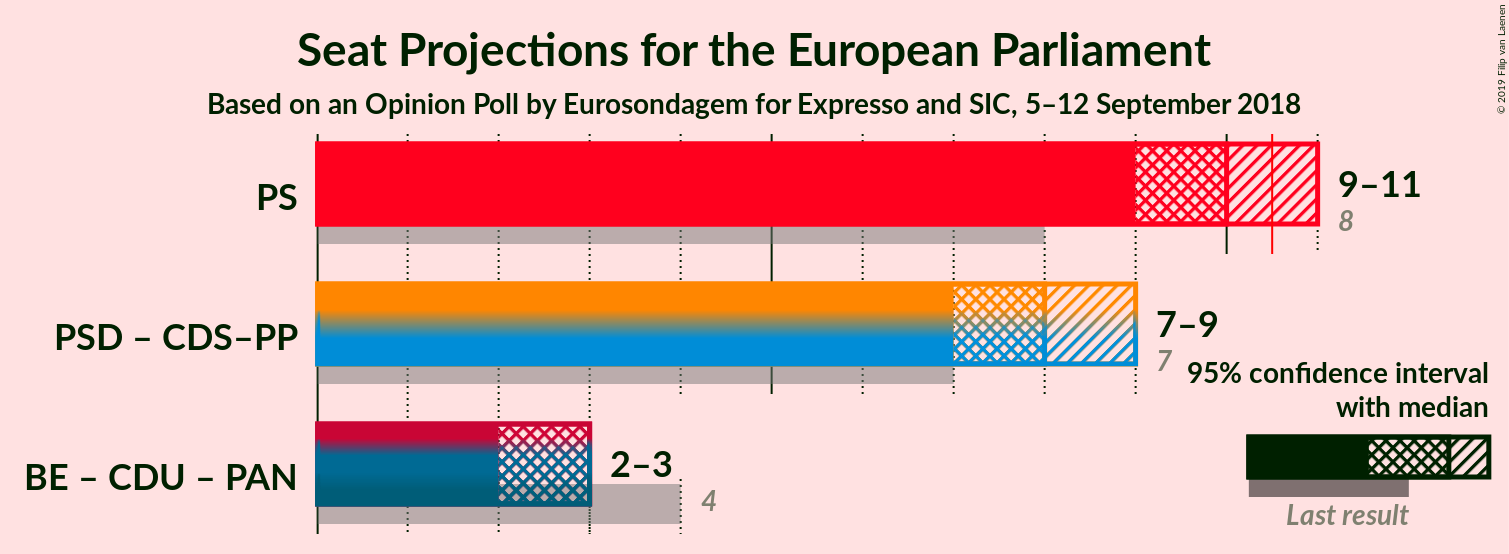 Seat Projections for the European Parliament
Based on an Opinion Poll by Eurosondagem for Expresso and SIC, 5–12 September 2018
© 2019 Filip van Laenen
PS
9–11
8
PSD – CDS–PP
7–9
7
95% confidence interval
with median
BE – CDU – PAN
2–3
4
Last result